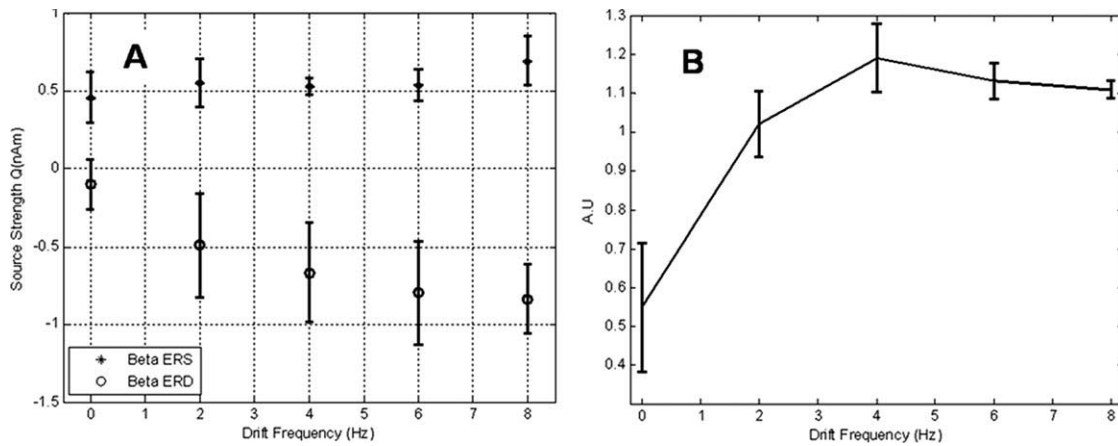 A
1
0.5
0
-0.5
-1
-1.5
Source Strength Q(nAm)
Beta ERS
Beta ERD
0 1 2 3 4 5 6 7 8
Drift Frequency (Hz)
B
1.3
1.2
1.1
1
0.9
0.8
0.7
0.6
0.5
0.4
A.U
0 1 2 3 4 5 6 7 8
Drift Frequency (Hz)